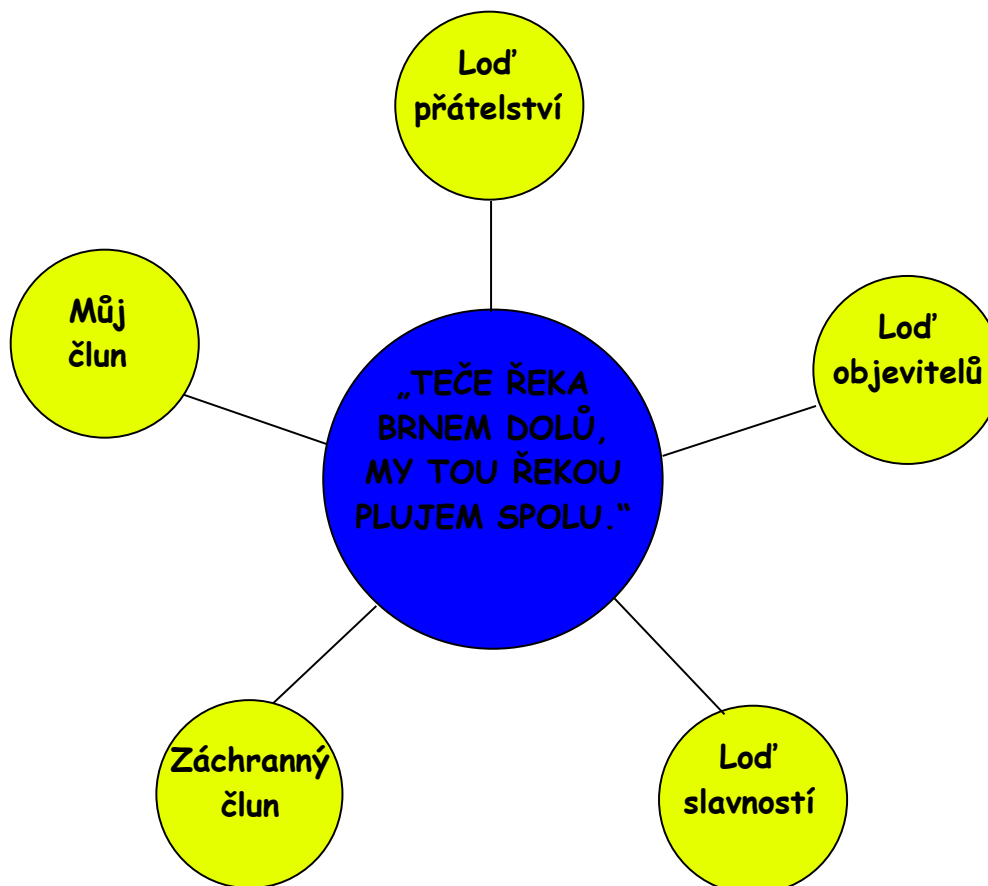 Loď
přátelství
Můj
člun
Loď
objevitelů
„TEČE ŘEKA
BRNEM DOLŮ,
MY TOU ŘEKOU
PLUJEM SPOLU.“
Záchranný
člun
Loď
slavností